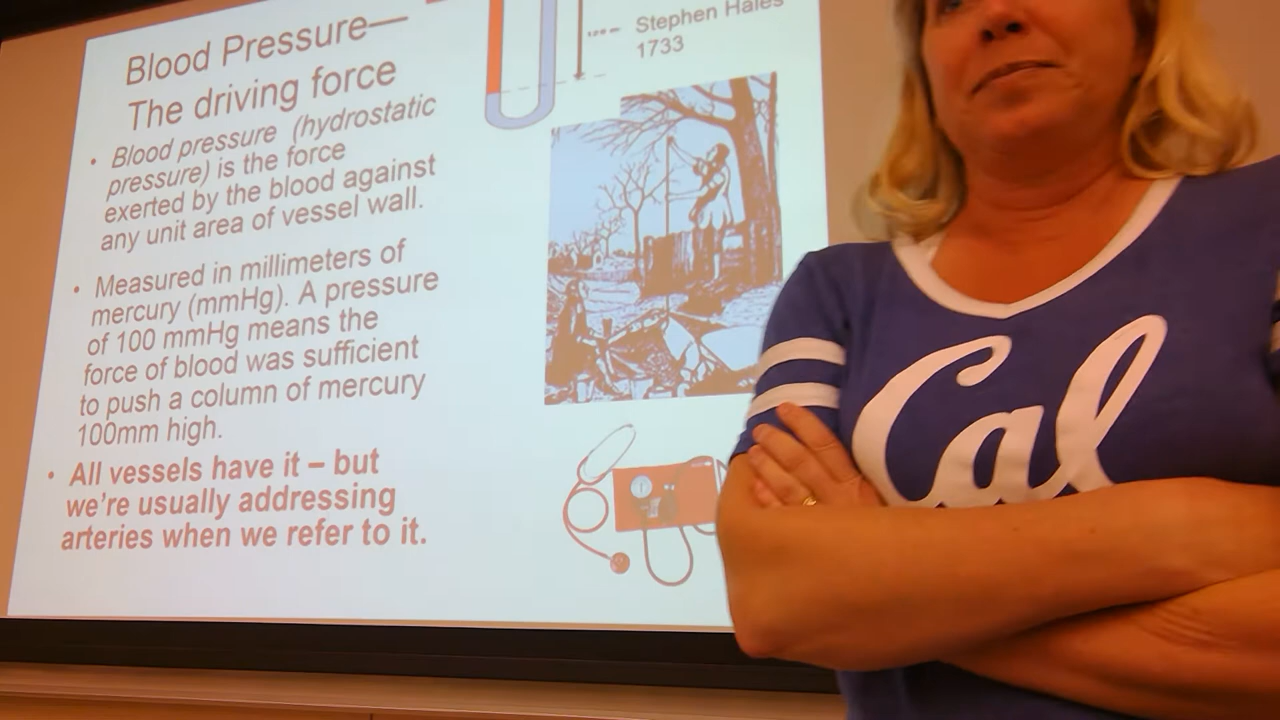 Blood Pressure—
The driving force
• Blood pressure (hydrostatic
pressure) is the force
exerted by the blood against
any unit area of vessel wall.
• Measured in millimeters of
mercury (mmHg). A pressure
of 100 mmHg means the
force of blood was sufficient
to push a column of mercury
100mm high.
• All vessels have it – but
we're usually addressing
arteries when we refer to it.
Stephen Hales
1733
Cal